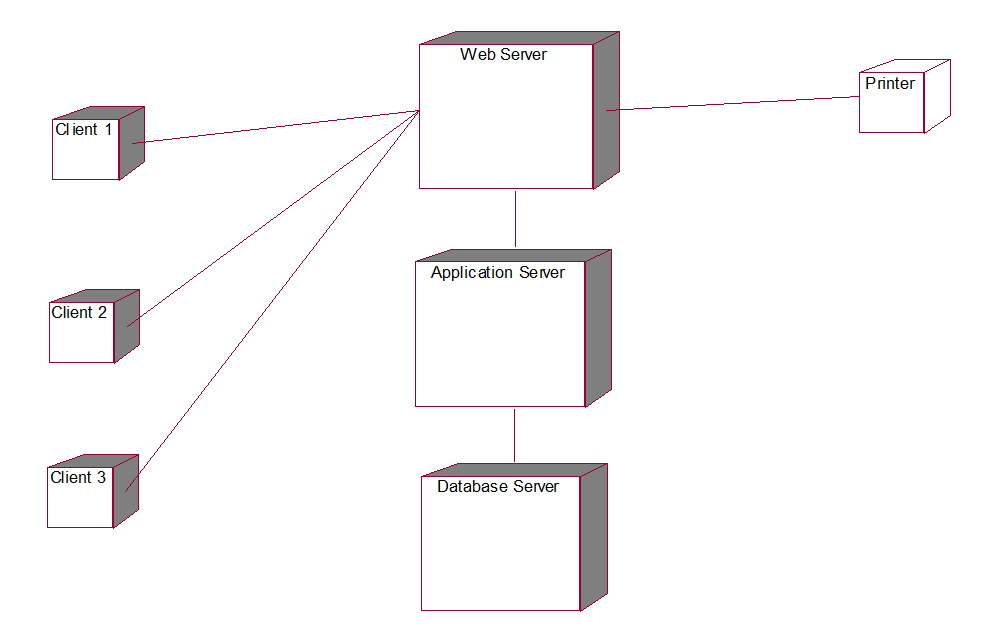 Web Server
Printer
Client 1
Application Server
Client 2
Client 3
Database Server